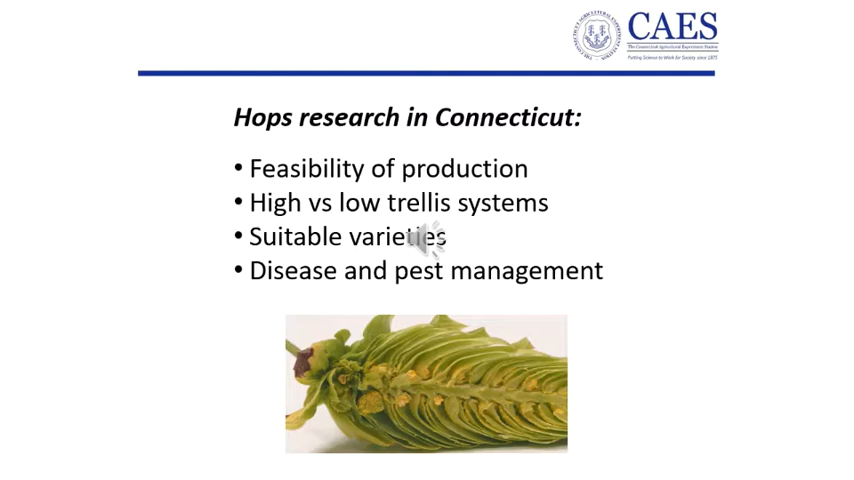 CAES
The Connecticut Agricultural Experiment Station
Putting Science to Work for Society since 1875
Hops research in Connecticut:
• Feasibility of production
• High vs low trellis systems
• Suitable varieties
• Disease and pest management